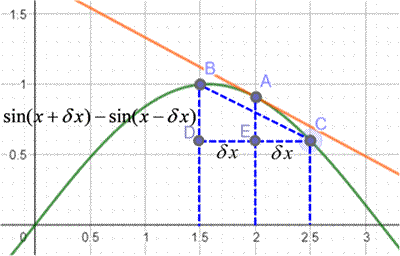 1.5
B
A
1
sin(x + δx) – sin(x – δx)
C
D
E
δx
δx
0.5
0
0.5
1
1.5
2
2.5
3